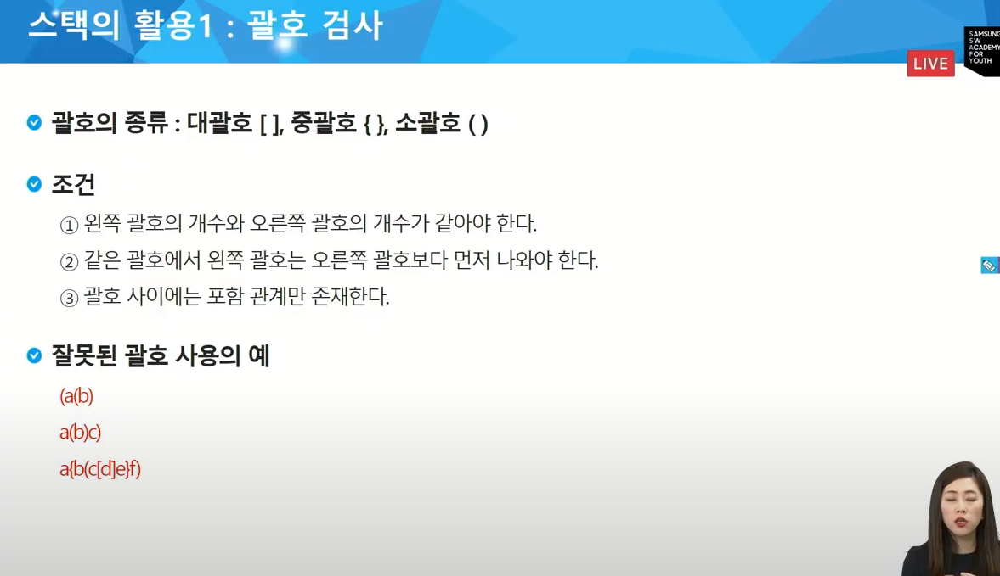 스택의 활용1 : 괄호 검사
SAMSUNG
SW
ACADEMY
FOR
YOUTH
LIVE
괄호의 종류 : 대괄호 [ ], 중괄호 { }, 소괄호 ( )
조건
① 왼쪽 괄호의 개수와 오른쪽 괄호의 개수가 같아야 한다.
② 같은 괄호에서 왼쪽 괄호는 오른쪽 괄호보다 먼저 나와야 한다.
③ 괄호 사이에는 포함 관계만 존재한다.
잘못된 괄호 사용의 예
(a(b)
a(b)c)
a{b(c[d]e}f)